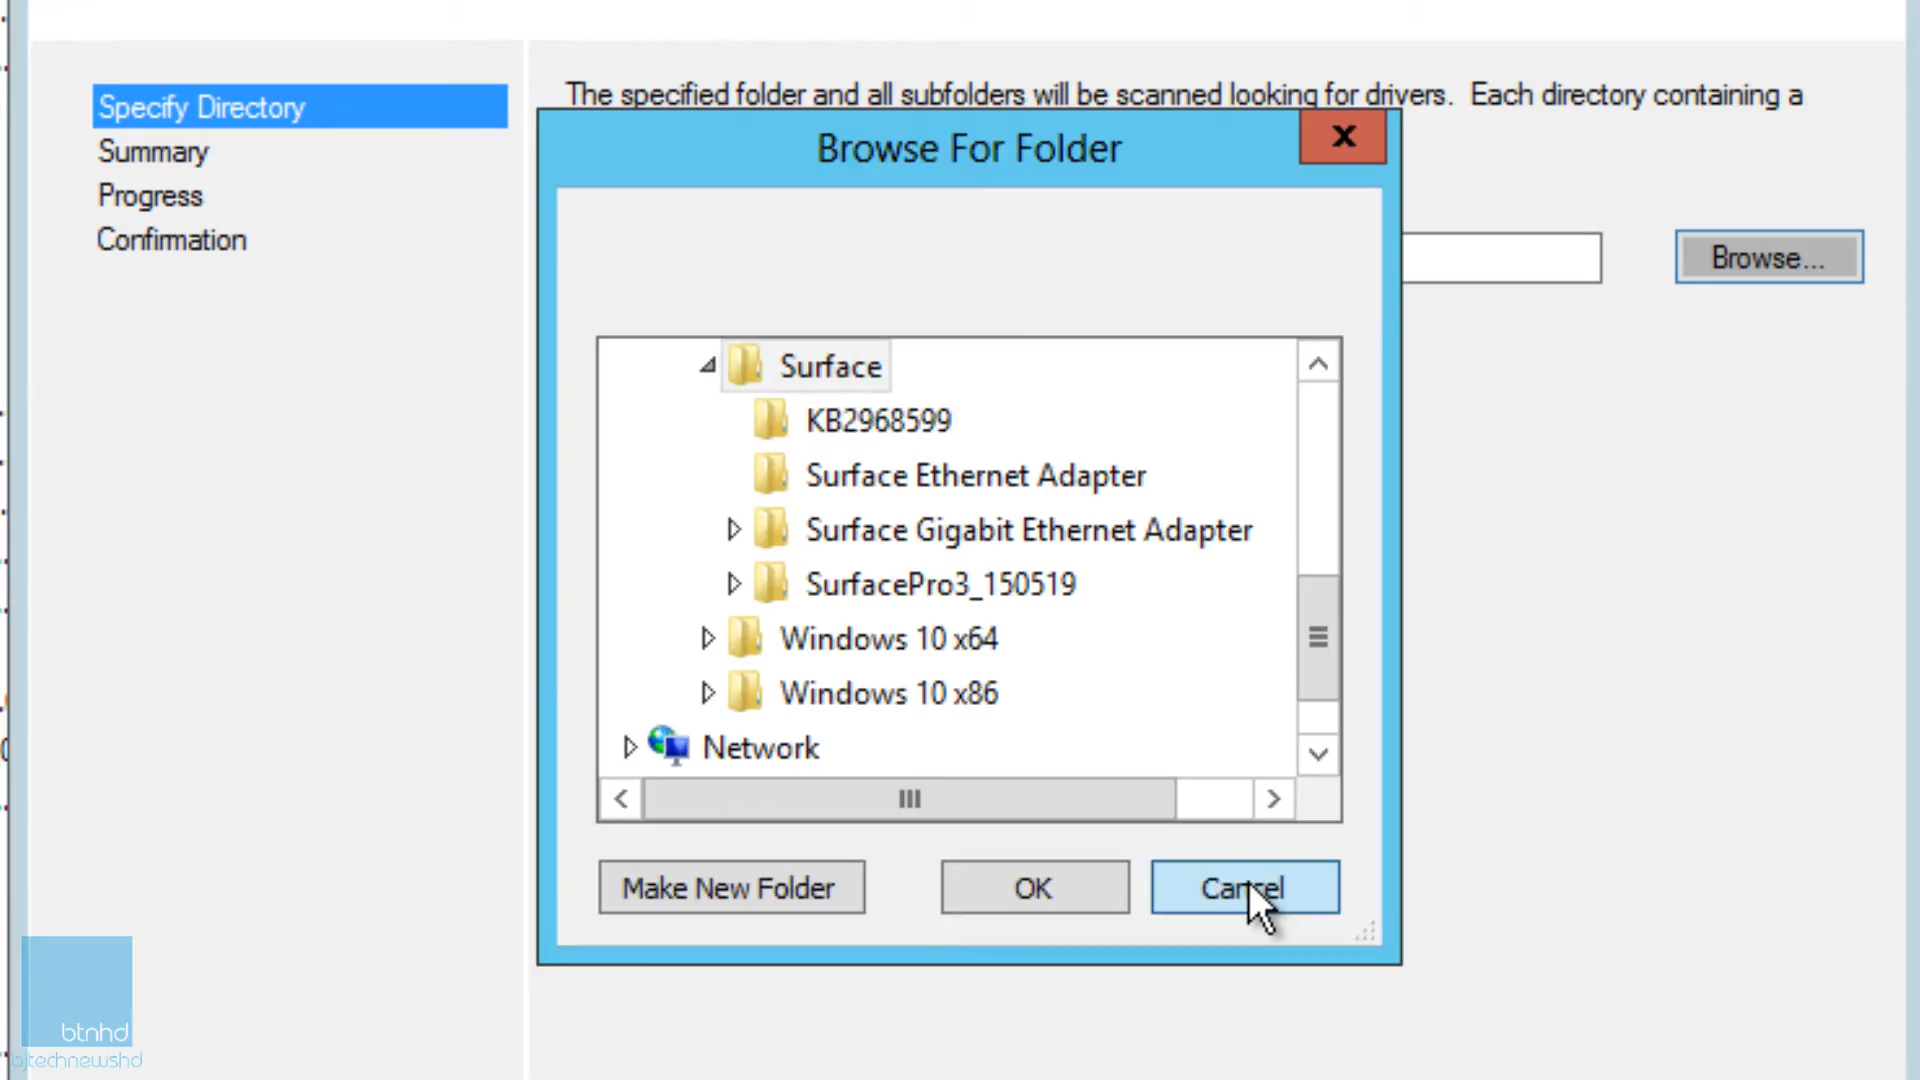 Specify Directory
Summary
Progress
Confirmation
The specified folder and all subfolders will be scanned looking for drivers. Each directory containing a
Browse For Folder
x
Browse...
Surface
KB2968599
Surface Ethernet Adapter
Surface Gigabit Ethernet Adapter
SurfacePro3_150519
Windows 10 x64
Windows 10 x86
Network
Make New Folder
OK
Cancel
btnhd
bjtechnewshd